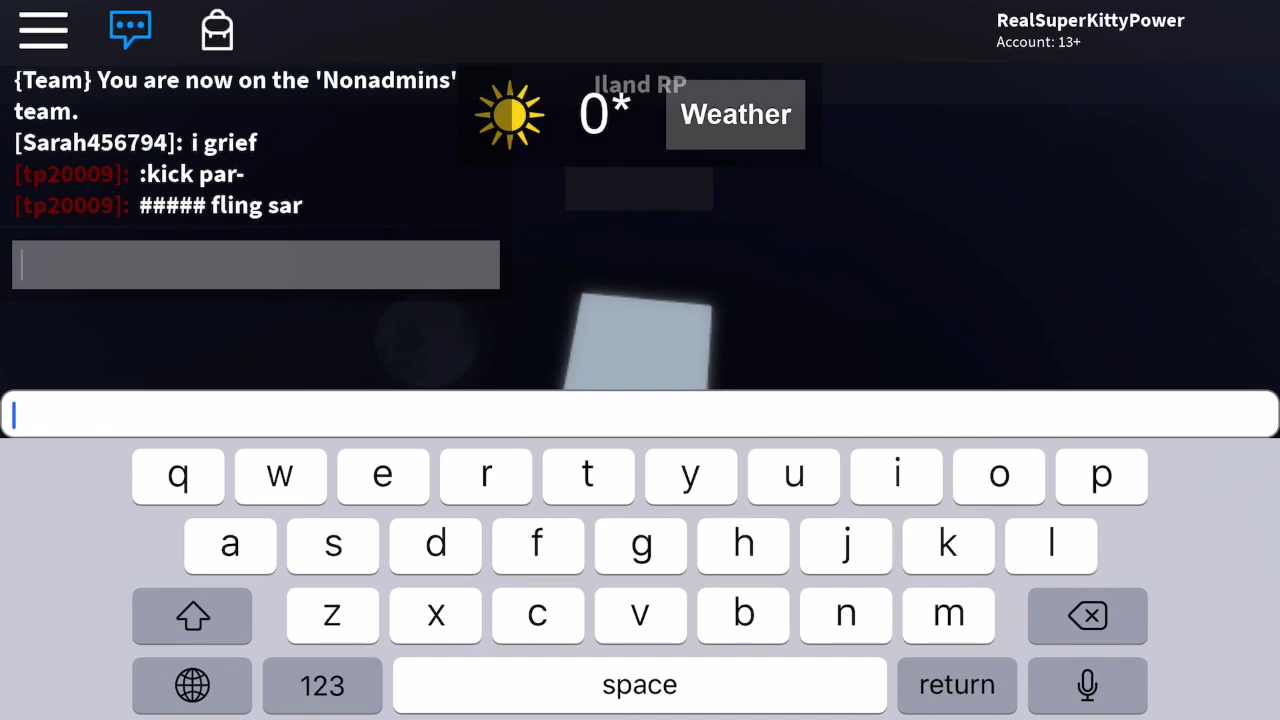 RealSuperKittyPower
Account: 13+
{Team} You are now on the 'Nonadmins'
team.
[Sarah456794]: i grief
[tp20009]: :kick par-
[tp20009]: ##### fling sar
Iland RP
0* Weather
q w e r t y u i o p
a s d f g h j k l
z x c v b n m
123 space return